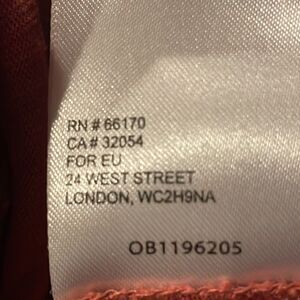 RN # 66170
CA # 32054
FOR EU
24 WEST STREET
LONDON, WC2H9NA
OB1196205